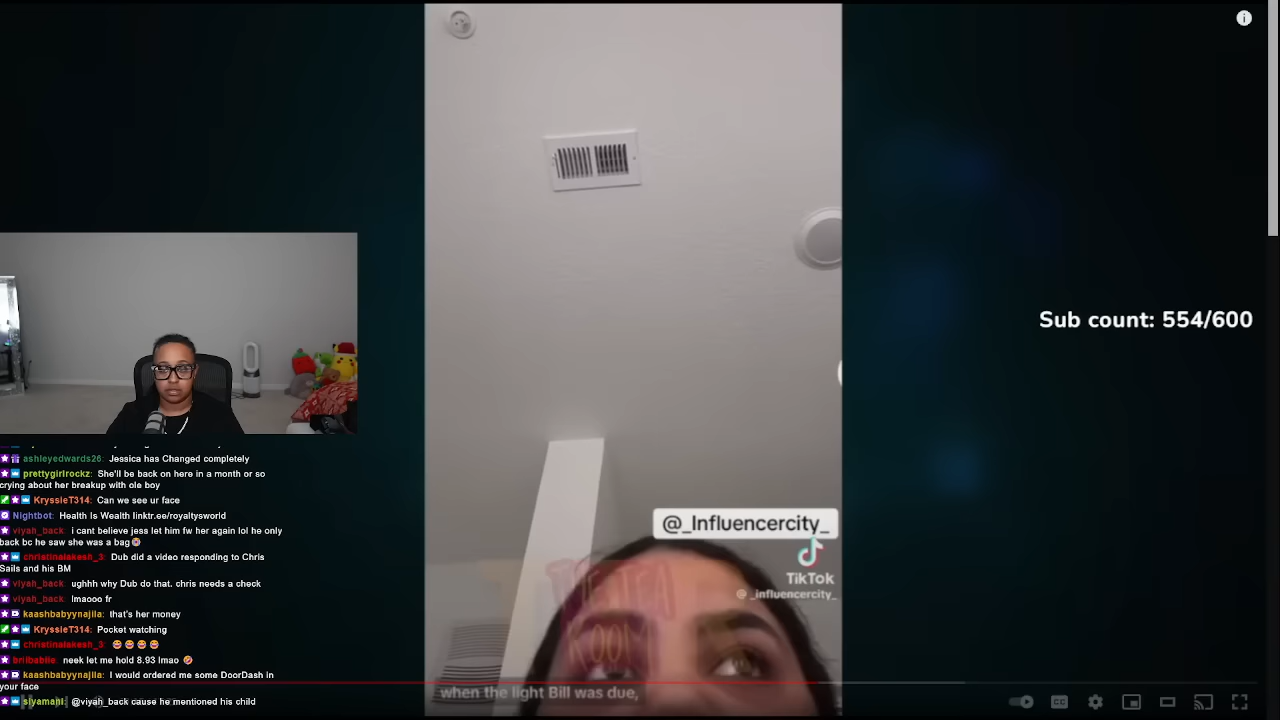 Sub count: 554/600
@_Influencercity_
TikTok
@_influencercity_
THE TEA
ROOM
when the light Bill was due,
ashleyedwards26: Jessica has Changed completely
prettygirlrockz: She'll be back on here in a month or so
crying about her breakup with ole boy
KryssieT314: Can we see ur face
Nightbot: Health Is Wealth linktr.ee/royaltysworld
viyah_back: i cant believe jess let him fw her again lol he only
back bc he saw she was a bag
christinalakesh_3: Dub did a video responding to Chris
Sails and his BM
viyah_back: ughhh why Dub do that. chris needs a check
viyah_back: lmaooo fr
kaashbabyynajila: that's her money
KryssieT314: Pocket watching
christinalakesh_3:
briibabiie: neek let me hold 8.93 lmao
kaashbabyynajila: I would ordered me some DoorDash in
your face
siyamani: @viyah_back cause he mentioned his child